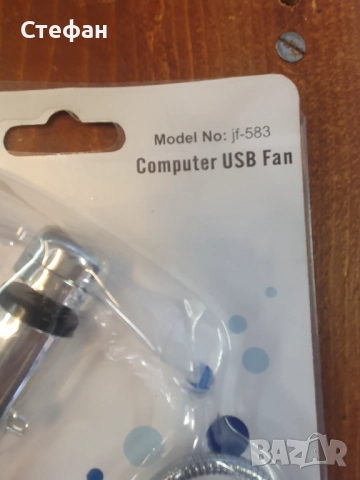 Стефан
Model No: jf-583
Computer USB Fan
BAZAR